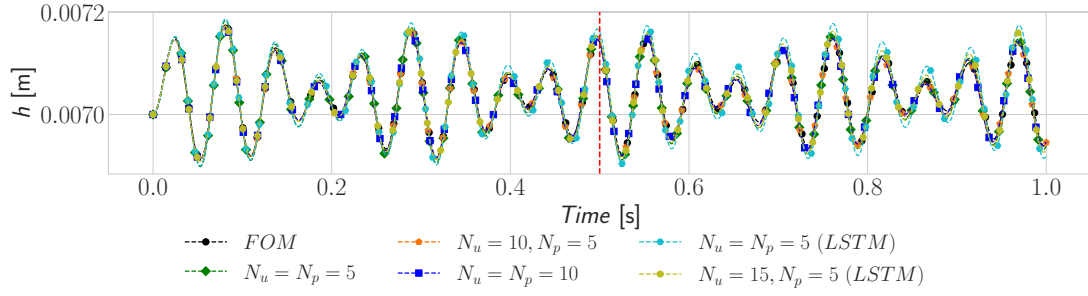 0.0072
0.0070
h [m]
0.0 0.2 0.4 0.6 0.8 1.0
Time [s]
FOM N_u = 10, N_p = 5 N_u = N_p = 5 (LSTM)
N_u = N_p = 5 N_u = N_p = 10 N_u = 15, N_p = 5 (LSTM)